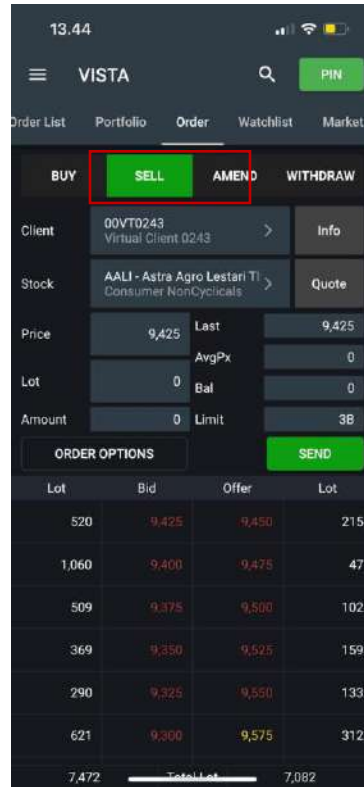 13.44
VISTA PIN
Order List Portfolio Order Watchlist Market
BUY SELL AMEND WITHDRAW
Client 00VT0243 Info
Virtual Client 0243
Stock AALI - Astra Agro Lestari Quote
Consumer NonCyclicals
Price 9,425 Last 9,425
AvgPx 0
Lot 0 Bal 0
Amount 0 Limit 3B
ORDER OPTIONS SEND
Lot Bid Offer Lot
520 9,425 9,450 215
1,060 9,400 9,475 47
509 9,375 9,500 102
369 9,350 9,525 159
290 9,325 9,550 133
621 9,300 9,575 312
7,472 Total Lot 7,082